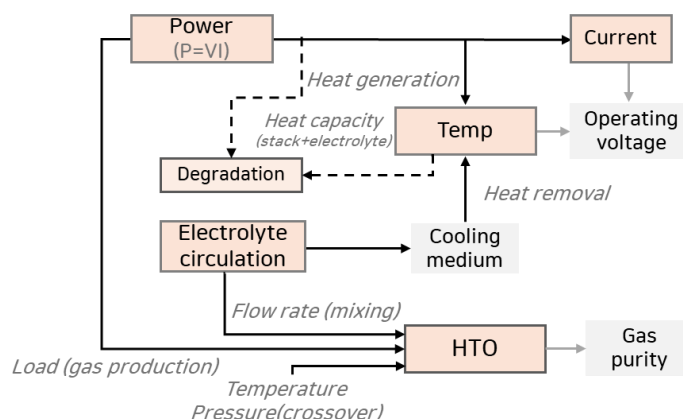 Power
(P=VI)
Current
Heat generation
Heat capacity
(stack+electrolyte)
Temp
Operating
voltage
Degradation
Heat removal
Electrolyte
circulation
Cooling
medium
Flow rate (mixing)
HTO
Gas
purity
Load (gas production)
Temperature
Pressure(crossover)